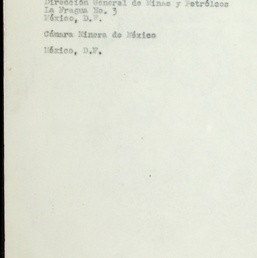 Dirección General de Minas y Petróleos
La Fragua No. 3
México, D.F.
Cámara Minera de México
México, D.F.